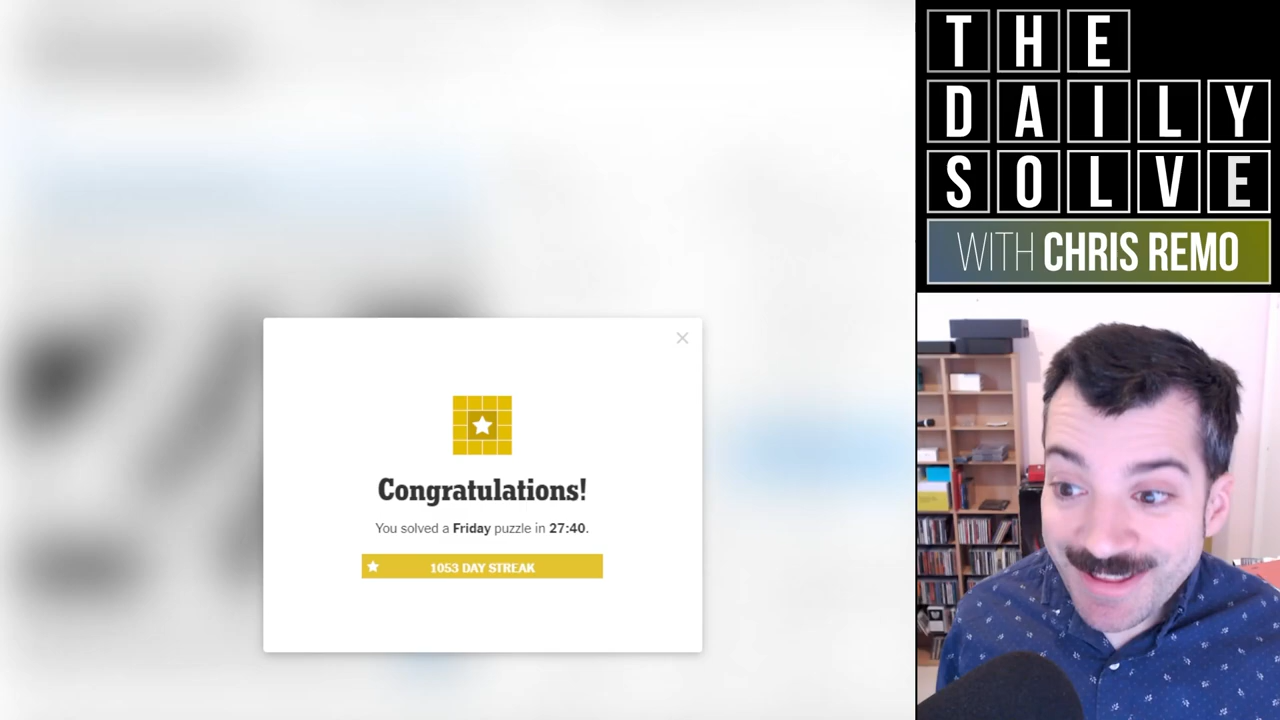 THE
DAILY
SOLVE
WITH CHRIS REMO
Congratulations!
You solved a Friday puzzle in 27:40.
1053 DAY STREAK